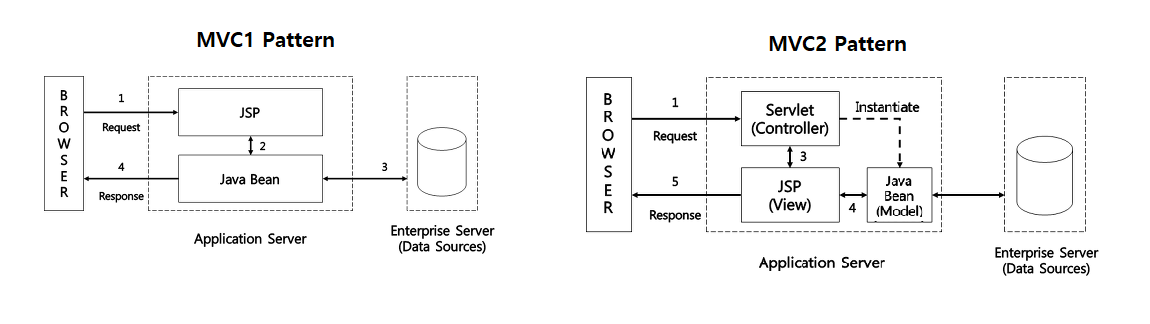 MVC1 Pattern
BROWSER
1
Request
JSP
2
4
Response
Java Bean
3
Application Server
Enterprise Server
(Data Sources)
MVC2 Pattern
BROWSER
1
Request
Servlet
(Controller)
Instantiate
3
5
Response
JSP
(View)
4
Java
Bean
(Model)
Application Server
Enterprise Server
(Data Sources)